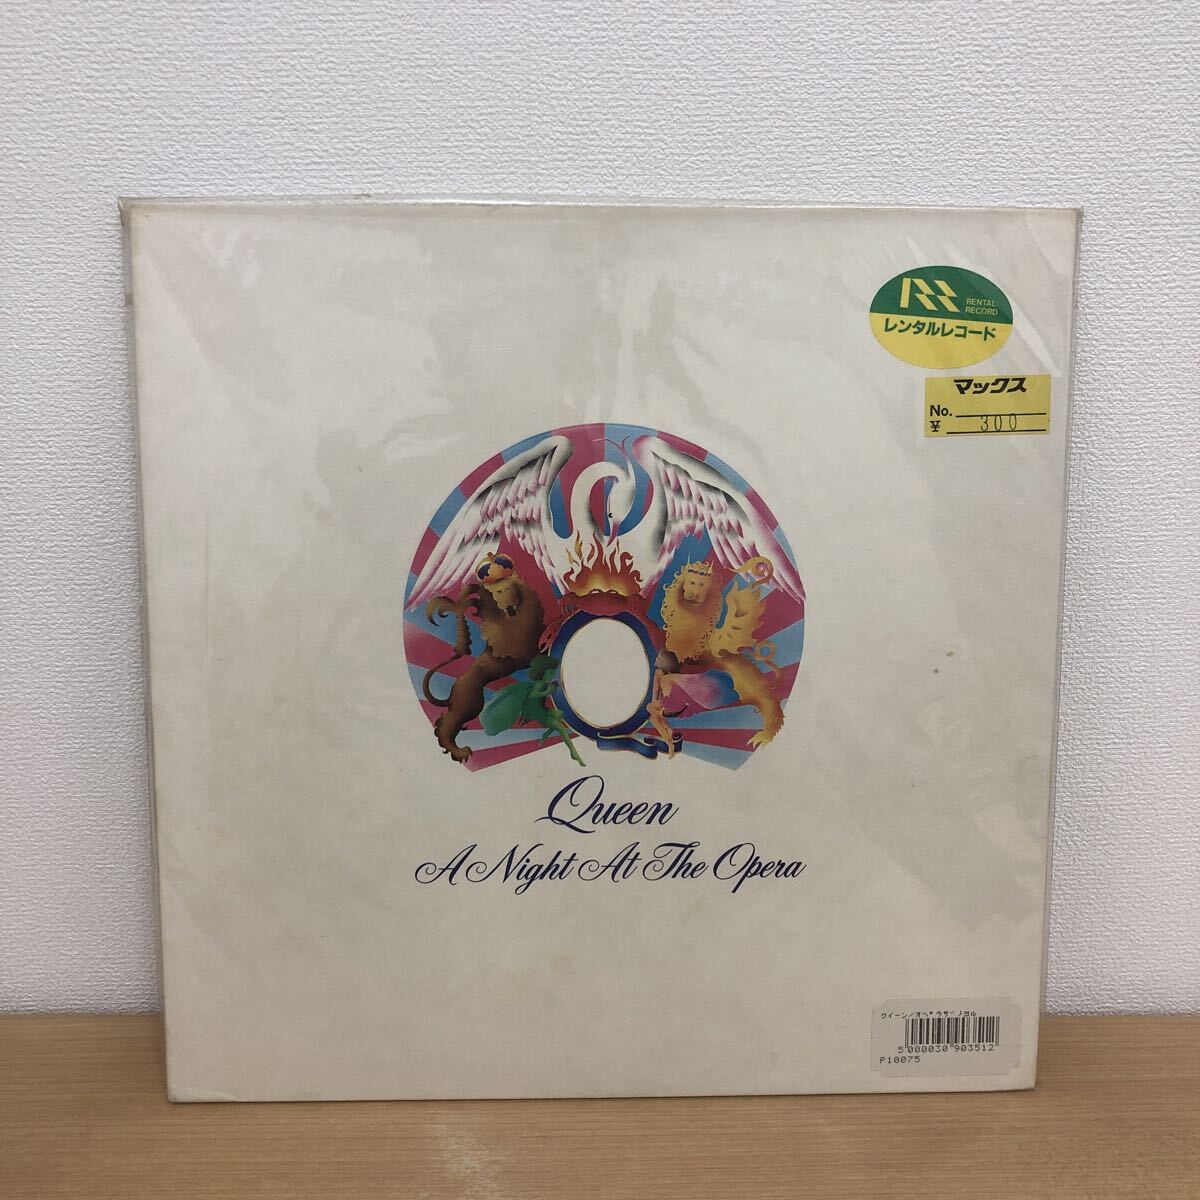 RR
RENTAL
RECORD
レンタルレコード
マックス
No.
¥ 300
Queen
A Night At The Opera
クイーン/オペラザノヨル
5 000030 903512
P10075